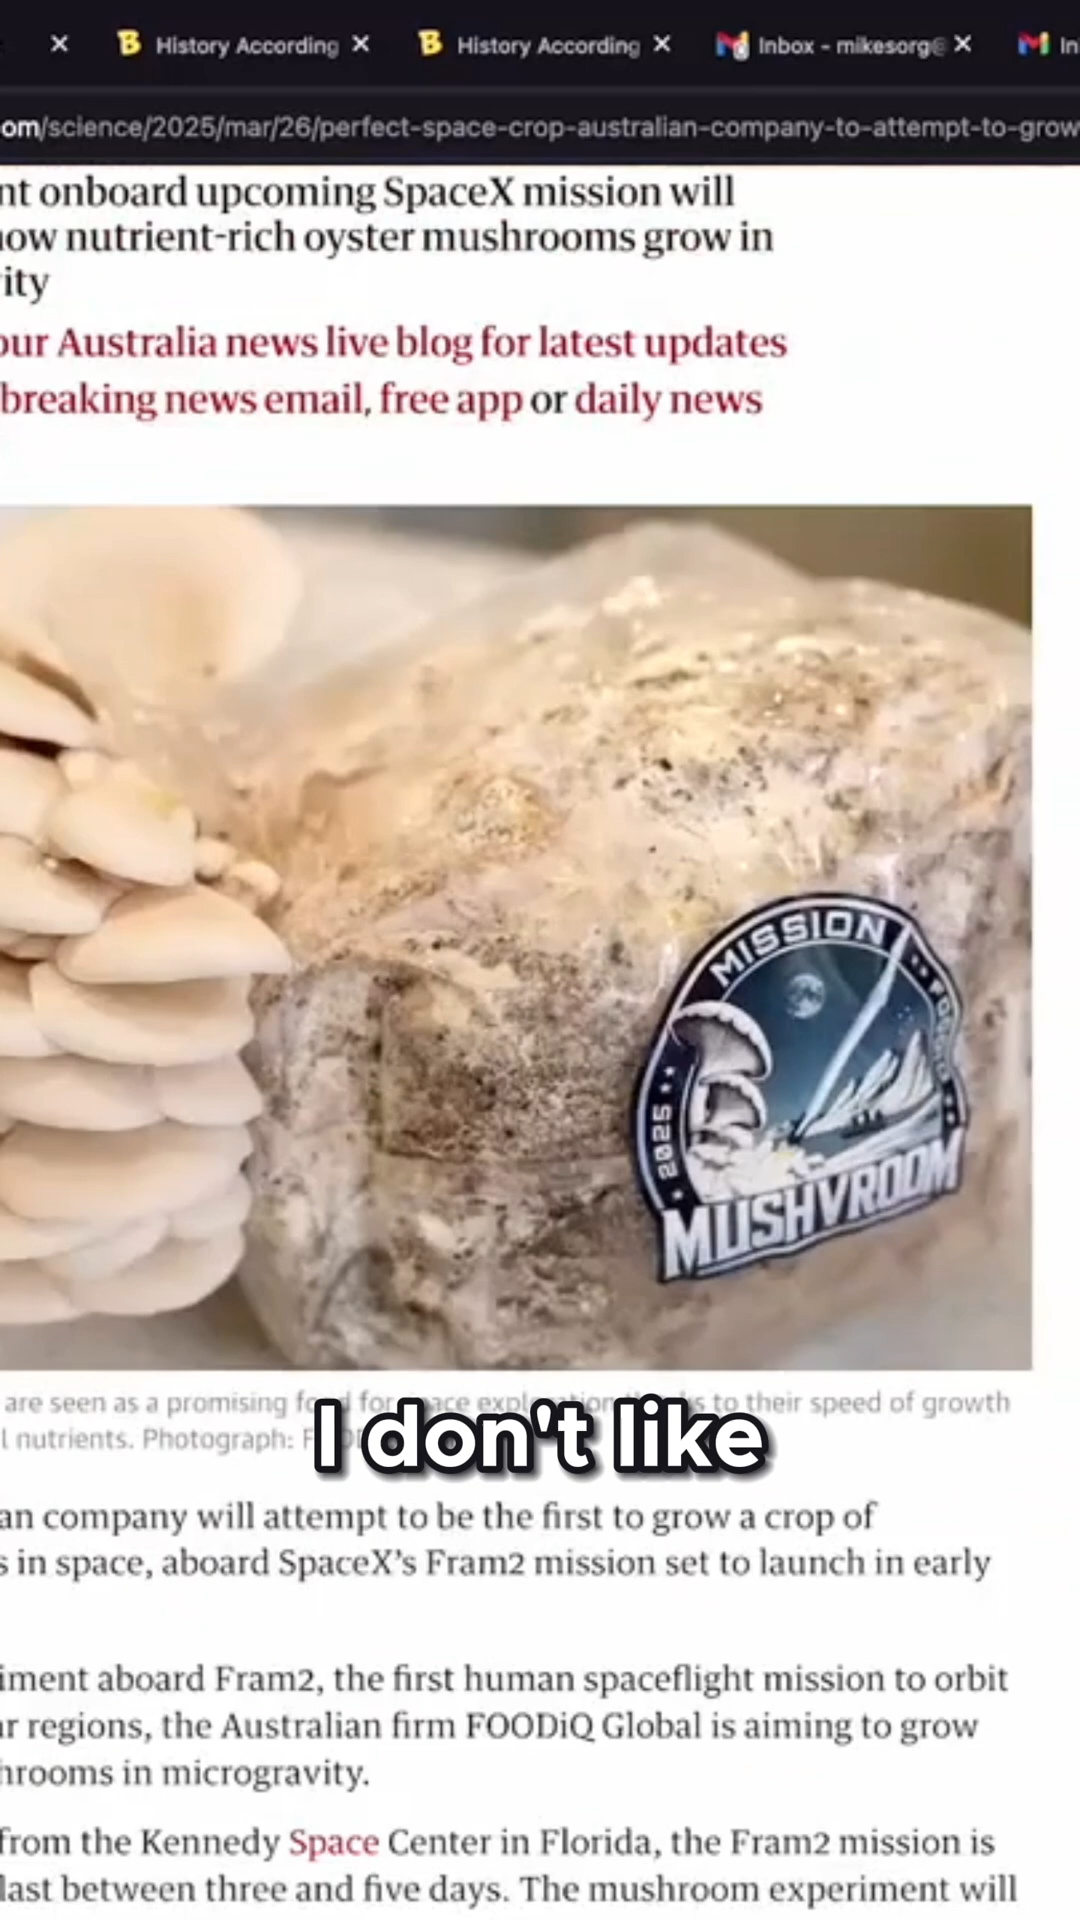 History According
History According
Inbox - mikesorg
In
om/science/2025/mar/26/perfect-space-crop-australian-company-to-attempt-to-grow
nt onboard upcoming SpaceX mission will
ow nutrient-rich oyster mushrooms grow in
ity
our Australia news live blog for latest updates
breaking news email, free app or daily news
MISSION
2025
MUSHVROOM
are seen as a promising for space exploration to their speed of growth
l nutrients. Photograph:
I don't like
an company will attempt to be the first to grow a crop of
s in space, aboard SpaceX's Fram2 mission set to launch in early
iment aboard Fram2, the first human spaceflight mission to orbit
ar regions, the Australian firm FOODiQ Global is aiming to grow
hrooms in microgravity.
from the Kennedy Space Center in Florida, the Fram2 mission is
last between three and five days. The mushroom experiment will